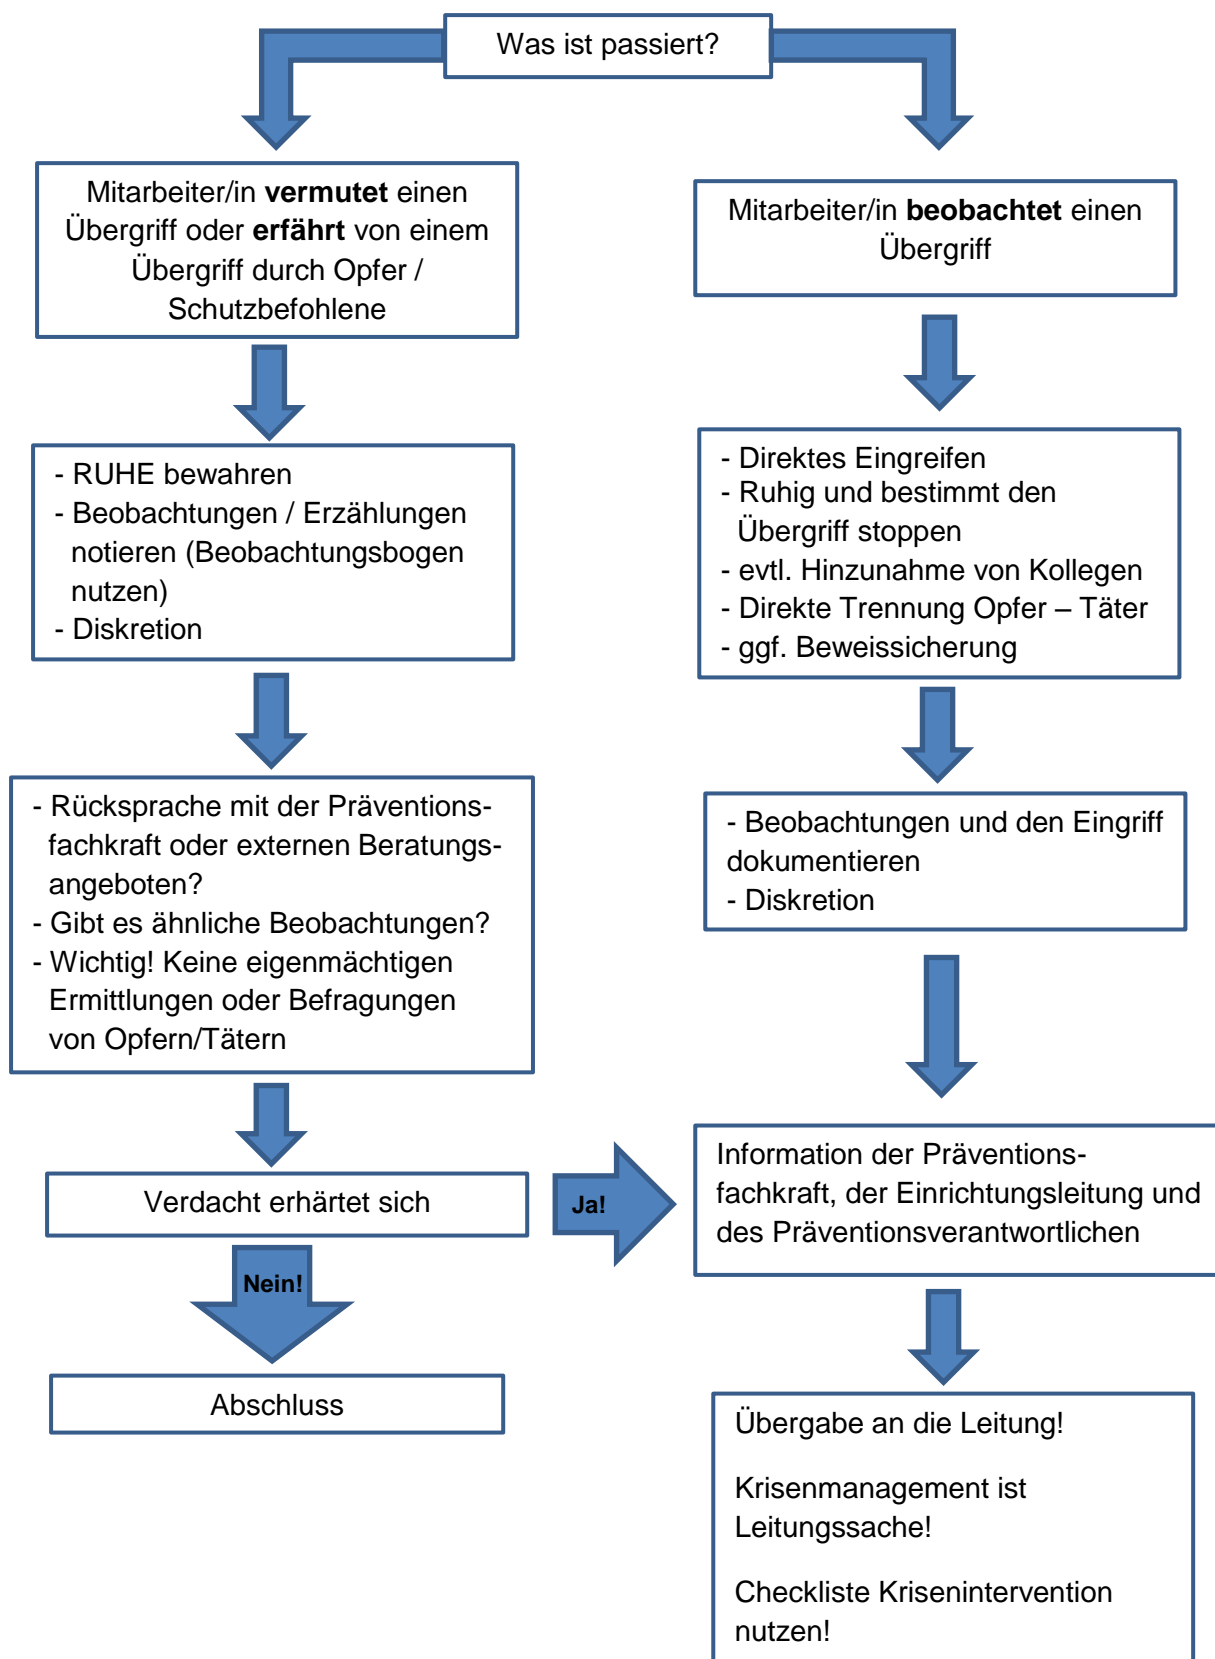 Was ist passiert?
Mitarbeiter/in vermutet einen
Übergriff oder erfährt von einem
Übergriff durch Opfer /
Schutzbefohlene
- RUHE bewahren
- Beobachtungen / Erzählungen
notieren (Beobachtungsbogen
nutzen)
- Diskretion
- Rücksprache mit der Präventions-
fachkraft oder externen Beratungs-
angeboten?
- Gibt es ähnliche Beobachtungen?
- Wichtig! Keine eigenmächtigen
Ermittlungen oder Befragungen
von Opfern/Tätern
Verdacht erhärtet sich
Ja!
Nein!
Abschluss
Mitarbeiter/in beobachtet einen
Übergriff
- Direktes Eingreifen
- Ruhig und bestimmt den
Übergriff stoppen
- evtl. Hinzunahme von Kollegen
- Direkte Trennung Opfer – Täter
- ggf. Beweissicherung
- Beobachtungen und den Eingriff
dokumentieren
- Diskretion
Information der Präventions-
fachkraft, der Einrichtungsleitung und
des Präventionsverantwortlichen
Übergabe an die Leitung!
Krisenmanagement ist
Leitungssache!
Checkliste Krisenintervention
nutzen!